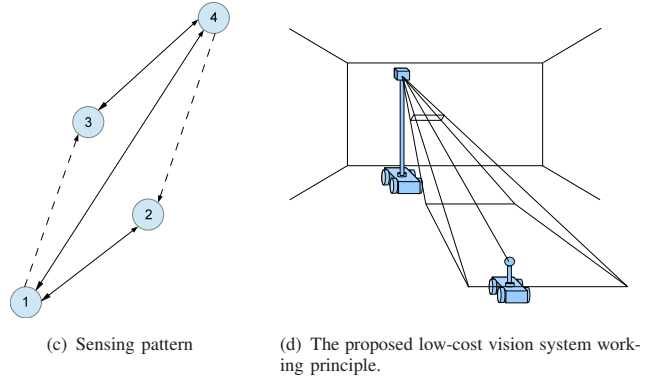 4
3
2
1
(c) Sensing pattern
(d) The proposed low-cost vision system work-
ing principle.